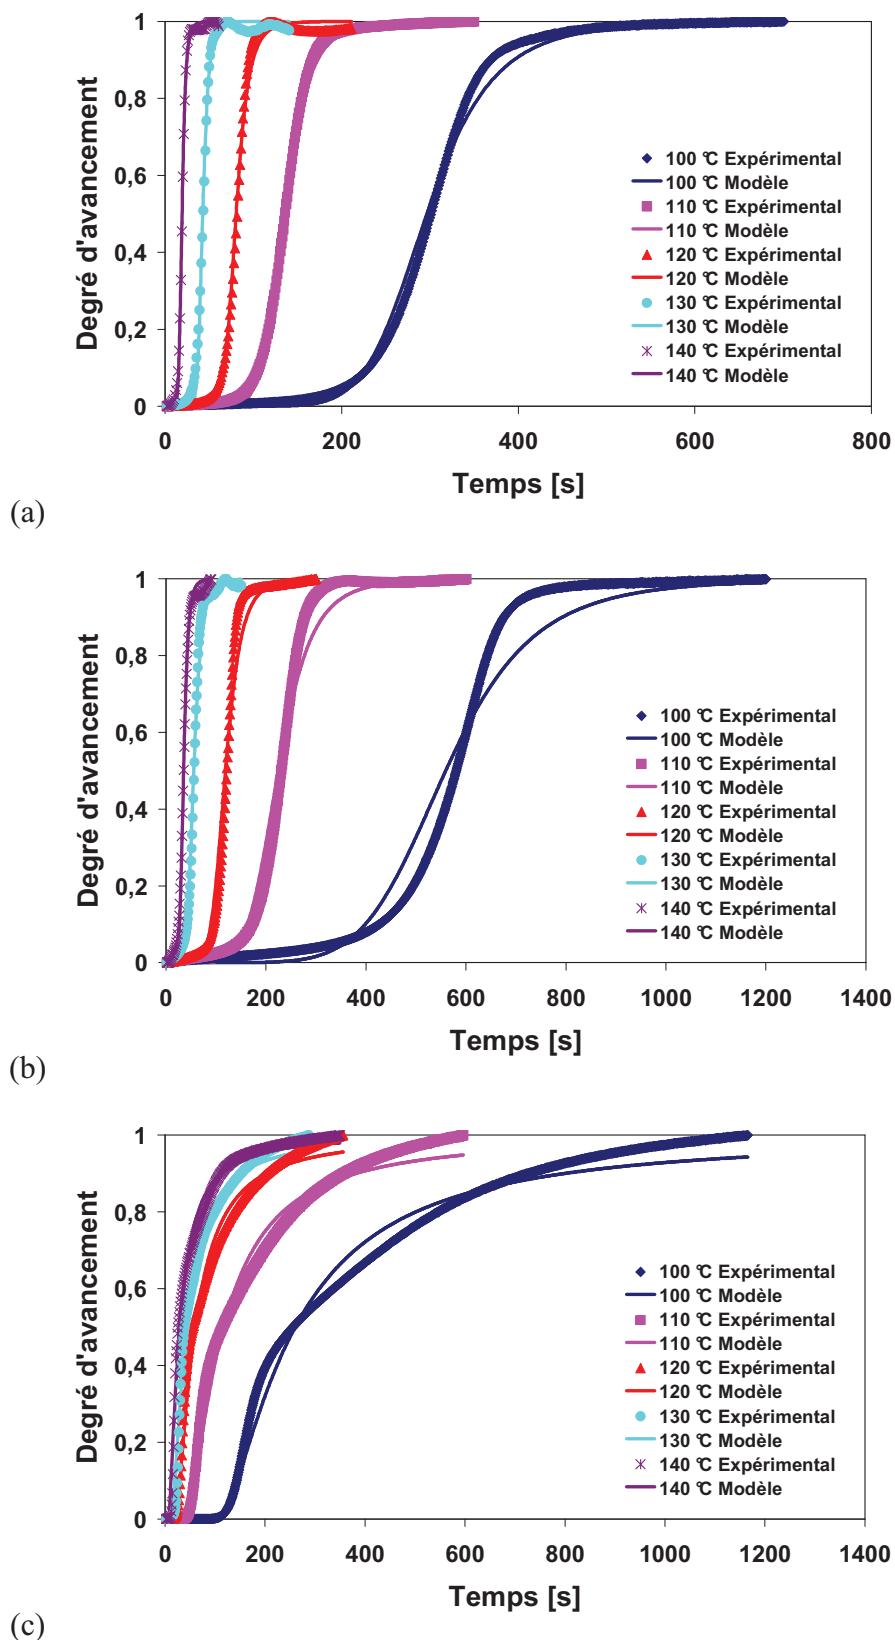 1
0,8
0,6
0,4
0,2
0
Degré d'avancement
100 °C Expérimental
100 °C Modèle
110 °C Expérimental
110 °C Modèle
120 °C Expérimental
120 °C Modèle
130 °C Expérimental
130 °C Modèle
140 °C Expérimental
140 °C Modèle
0 200 400 600 800
Temps [s]
(a)
1
0,8
0,6
0,4
0,2
0
Degré d'avancement
100 °C Expérimental
100 °C Modèle
110 °C Expérimental
110 °C Modèle
120 °C Expérimental
120 °C Modèle
130 °C Expérimental
130 °C Modèle
140 °C Expérimental
140 °C Modèle
0 200 400 600 800 1000 1200 1400
Temps [s]
(b)
1
0,8
0,6
0,4
0,2
0
Degré d'avancement
100 °C Expérimental
100 °C Modèle
110 °C Expérimental
110 °C Modèle
120 °C Expérimental
120 °C Modèle
130 °C Expérimental
130 °C Modèle
140 °C Expérimental
140 °C Modèle
0 200 400 600 800 1000 1200 1400
Temps [s]
(c)